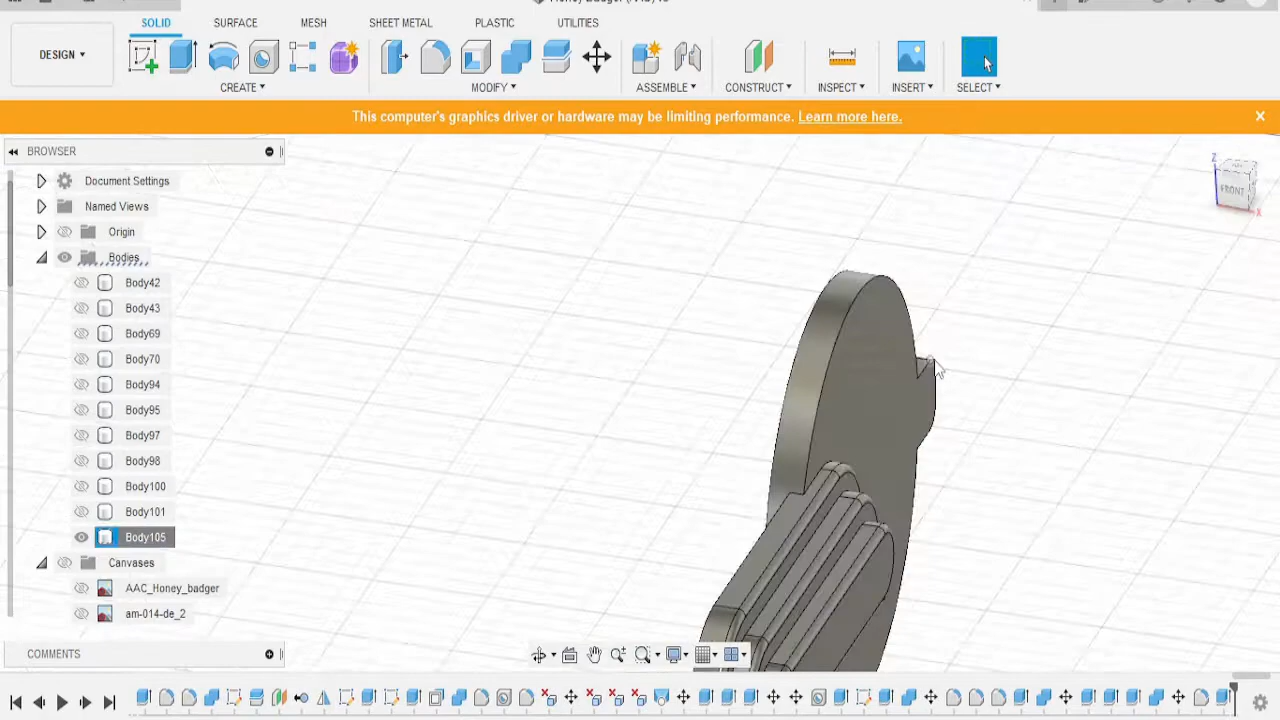 SOLID SURFACE MESH SHEET METAL PLASTIC UTILITIES
DESIGN
CREATE MODIFY ASSEMBLE CONSTRUCT INSPECT INSERT SELECT
This computer's graphics driver or hardware may be limiting performance. Learn more here.
BROWSER
Document Settings
Named Views
Origin
Bodies
Body42
Body43
Body69
Body70
Body94
Body95
Body97
Body98
Body100
Body101
Body105
Canvases
AAC_Honey_badger
am-014-de_2
COMMENTS
Z
FRONT
X